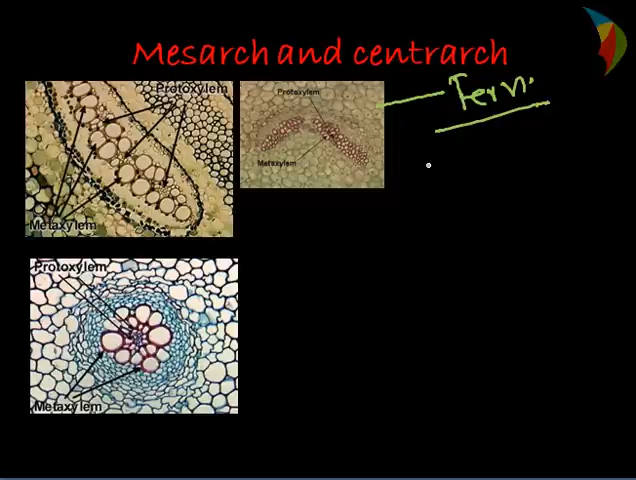 Mesarch and centrarch
Protoxylem
Metaxylem
Protoxylem
Metaxylem
Fern.
Protoxylem
Metaxylem